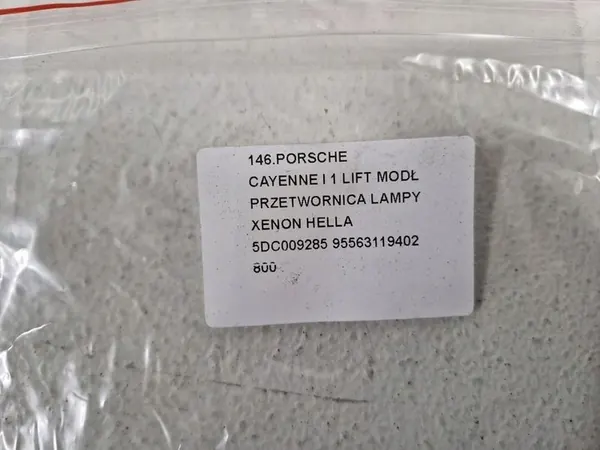 146.PORSCHE
CAYENNE I 1 LIFT MODŁ
PRZETWORNICA LAMPY
XENON HELLA
5DC009285 95563119402
800